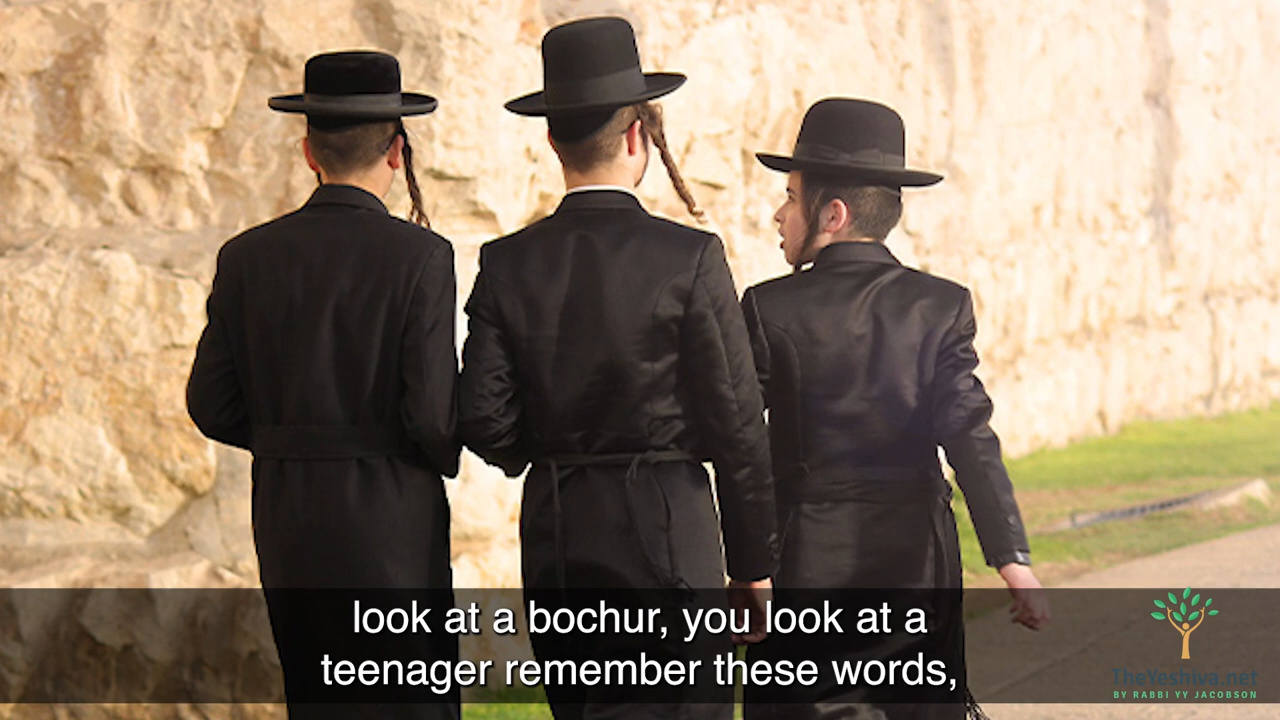 look at a bochur, you look at a
teenager remember these words,
TheYeshiva.net
BY RABBI YY JACOBSON